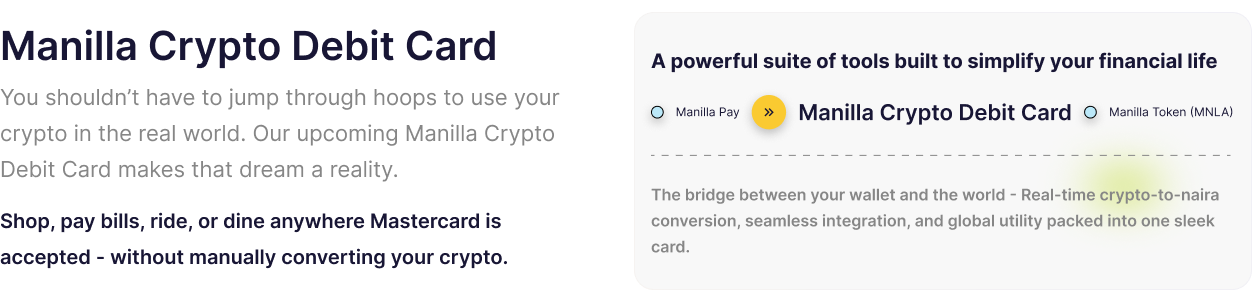 Manilla Crypto Debit Card
You shouldn’t have to jump through hoops to use your
crypto in the real world. Our upcoming Manilla Crypto
Debit Card makes that dream a reality.
Shop, pay bills, ride, or dine anywhere Mastercard is
accepted - without manually converting your crypto.
A powerful suite of tools built to simplify your financial life
Manilla Pay » Manilla Crypto Debit Card Manilla Token (MNLA)
The bridge between your wallet and the world - Real-time crypto-to-naira
conversion, seamless integration, and global utility packed into one sleek
card.